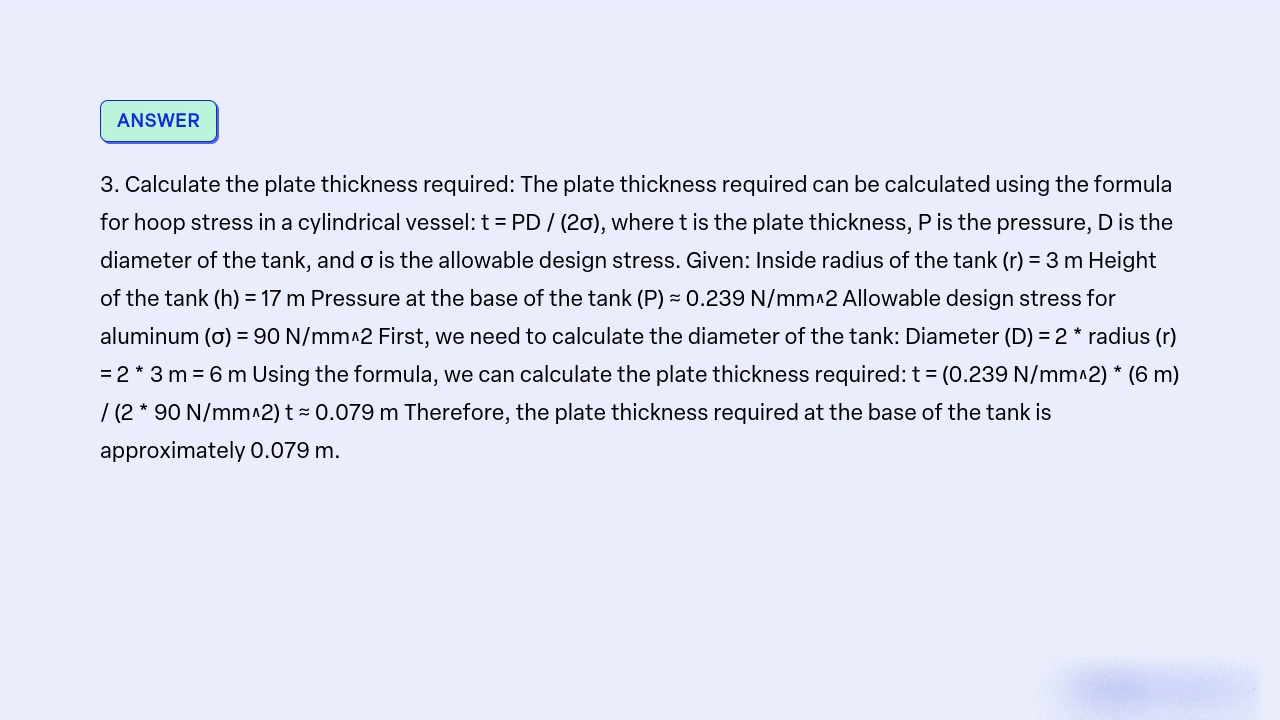 ANSWER
3. Calculate the plate thickness required: The plate thickness required can be calculated using the formula
for hoop stress in a cylindrical vessel: t = PD / (2σ), where t is the plate thickness, P is the pressure, D is the
diameter of the tank, and σ is the allowable design stress. Given: Inside radius of the tank (r) = 3 m Height
of the tank (h) = 17 m Pressure at the base of the tank (P) ≈ 0.239 N/mm^2 Allowable design stress for
aluminum (σ) = 90 N/mm^2 First, we need to calculate the diameter of the tank: Diameter (D) = 2 * radius (r)
= 2 * 3 m = 6 m Using the formula, we can calculate the plate thickness required: t = (0.239 N/mm^2) * (6 m)
/ (2 * 90 N/mm^2) t ≈ 0.079 m Therefore, the plate thickness required at the base of the tank is
approximately 0.079 m.